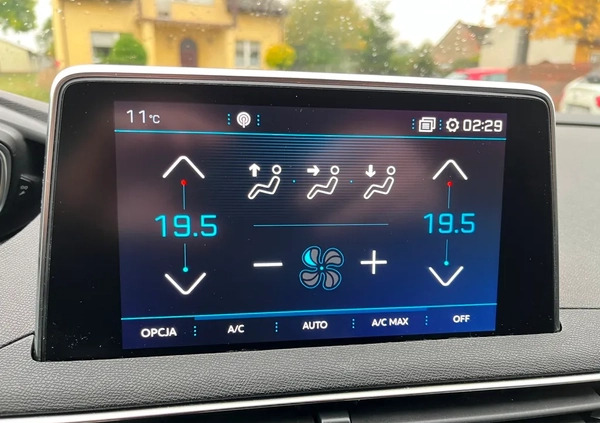 11°C 02:29
19.5 19.5
OPCJA A/C AUTO A/C MAX OFF